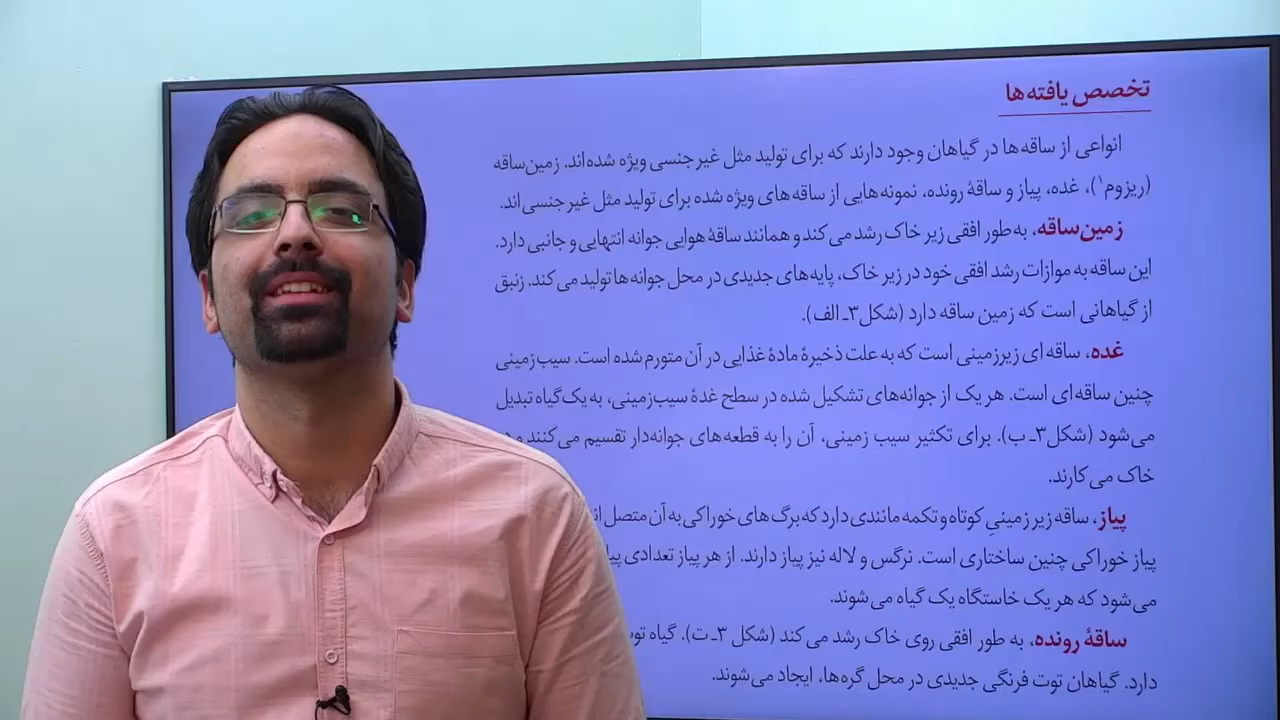 تخصص یافته‌ها
انواعی از ساقه‌ها در گیاهان وجود دارند که برای تولید مثل غیر جنسی ویژه شده‌اند. زمین‌ساقه
(ریزوم۱)، غده، پیاز و ساقهٔ رونده، نمونه‌هایی از ساقه‌های ویژه شده برای تولید مثل غیر جنسی‌اند.
زمین‌ساقه، به‌طور افقی زیر خاک رشد می‌کند و همانند ساقهٔ هوایی جوانه انتهایی و جانبی دارد.
این ساقه به موازات رشد افقی خود در زیر خاک، پایه‌های جدیدی در محل جوانه‌ها تولید می‌کند. زنبق
از گیاهانی است که زمین ساقه دارد (شکل ۳ـ الف).
غده، ساقه‌ای زیرزمینی است که به علت ذخیرهٔ مادهٔ غذایی در آن متورم شده است. سیب‌زمینی
چنین ساقه‌ای است. هر یک از جوانه‌های تشکیل شده در سطح غدهٔ سیب‌زمینی، به یک گیاه تبدیل
می‌شود (شکل ۳ـ ب). برای تکثیر سیب زمینی، آن را به قطعه‌های جوانه‌دار تقسیم می‌کنند و
خاک می‌کارند.
پیاز، ساقه زیر زمینیِ کوتاه و تکمه مانندی دارد که برگ‌های خوراکی به آن متصل
پیاز خوراکی چنین ساختاری است. نرگس و لاله نیز پیاز دارند. از هر پیاز تعدادی
می‌شود که هر یک خاستگاه یک گیاه می‌شوند.
ساقهٔ رونده، به طور افقی روی خاک رشد می‌کند (شکل ۳ـ ت). گیاه
دارد. گیاهان توت فرنگی جدیدی در محل گره‌ها، ایجاد می‌شوند.